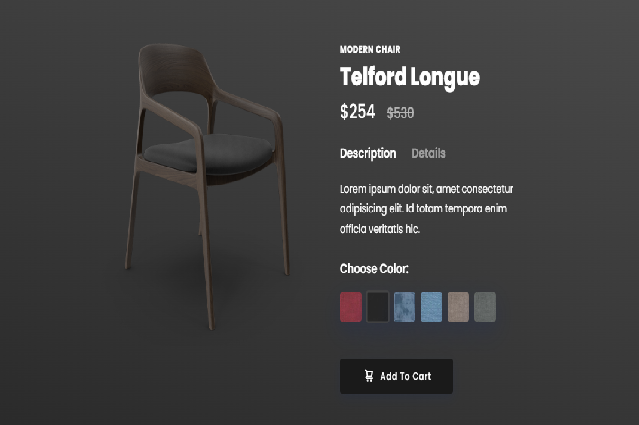 MODERN CHAIR
Telford Longue
$254 $530
Description Details
Lorem ipsum dolor sit, amet consectetur
adipisicing elit. Id totam tempora enim
officia veritatis hic.
Choose Color:
Add To Cart